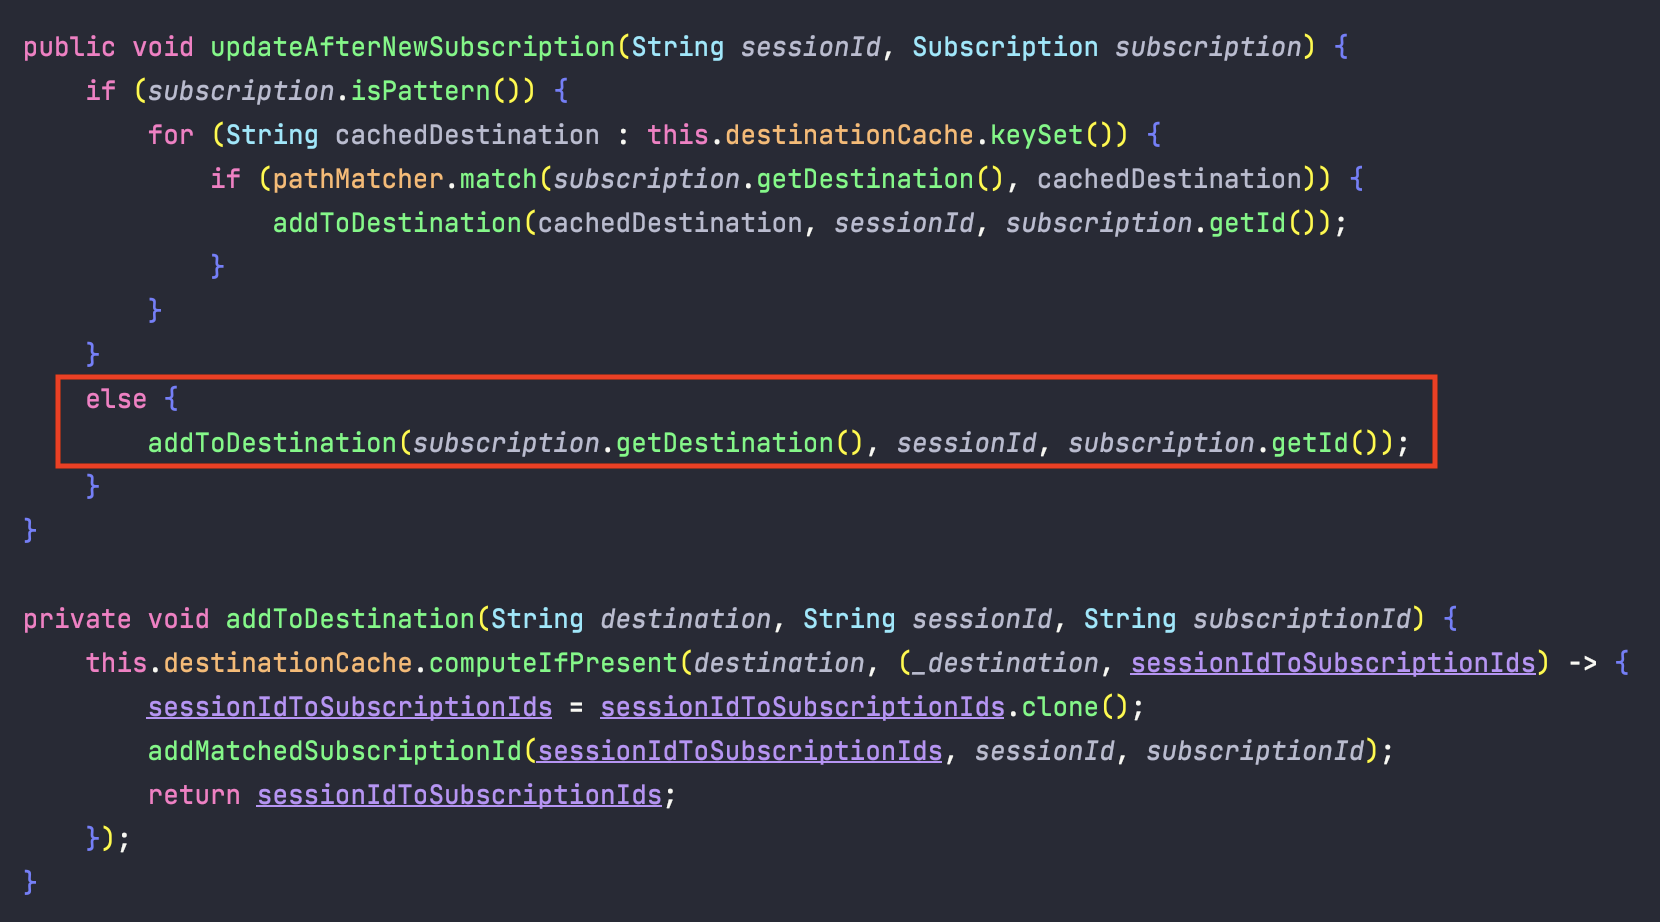 public void updateAfterNewSubscription(String sessionId, Subscription subscription) {
    if (subscription.isPattern()) {
        for (String cachedDestination : this.destinationCache.keySet()) {
            if (pathMatcher.match(subscription.getDestination(), cachedDestination)) {
                addToDestination(cachedDestination, sessionId, subscription.getId());
            }
        }
    }
    else {
        addToDestination(subscription.getDestination(), sessionId, subscription.getId());
    }
}

private void addToDestination(String destination, String sessionId, String subscriptionId) {
    this.destinationCache.computeIfPresent(destination, (_destination, sessionIdToSubscriptionIds) -> {
        sessionIdToSubscriptionIds = sessionIdToSubscriptionIds.clone();
        addMatchedSubscriptionId(sessionIdToSubscriptionIds, sessionId, subscriptionId);
        return sessionIdToSubscriptionIds;
    });
}